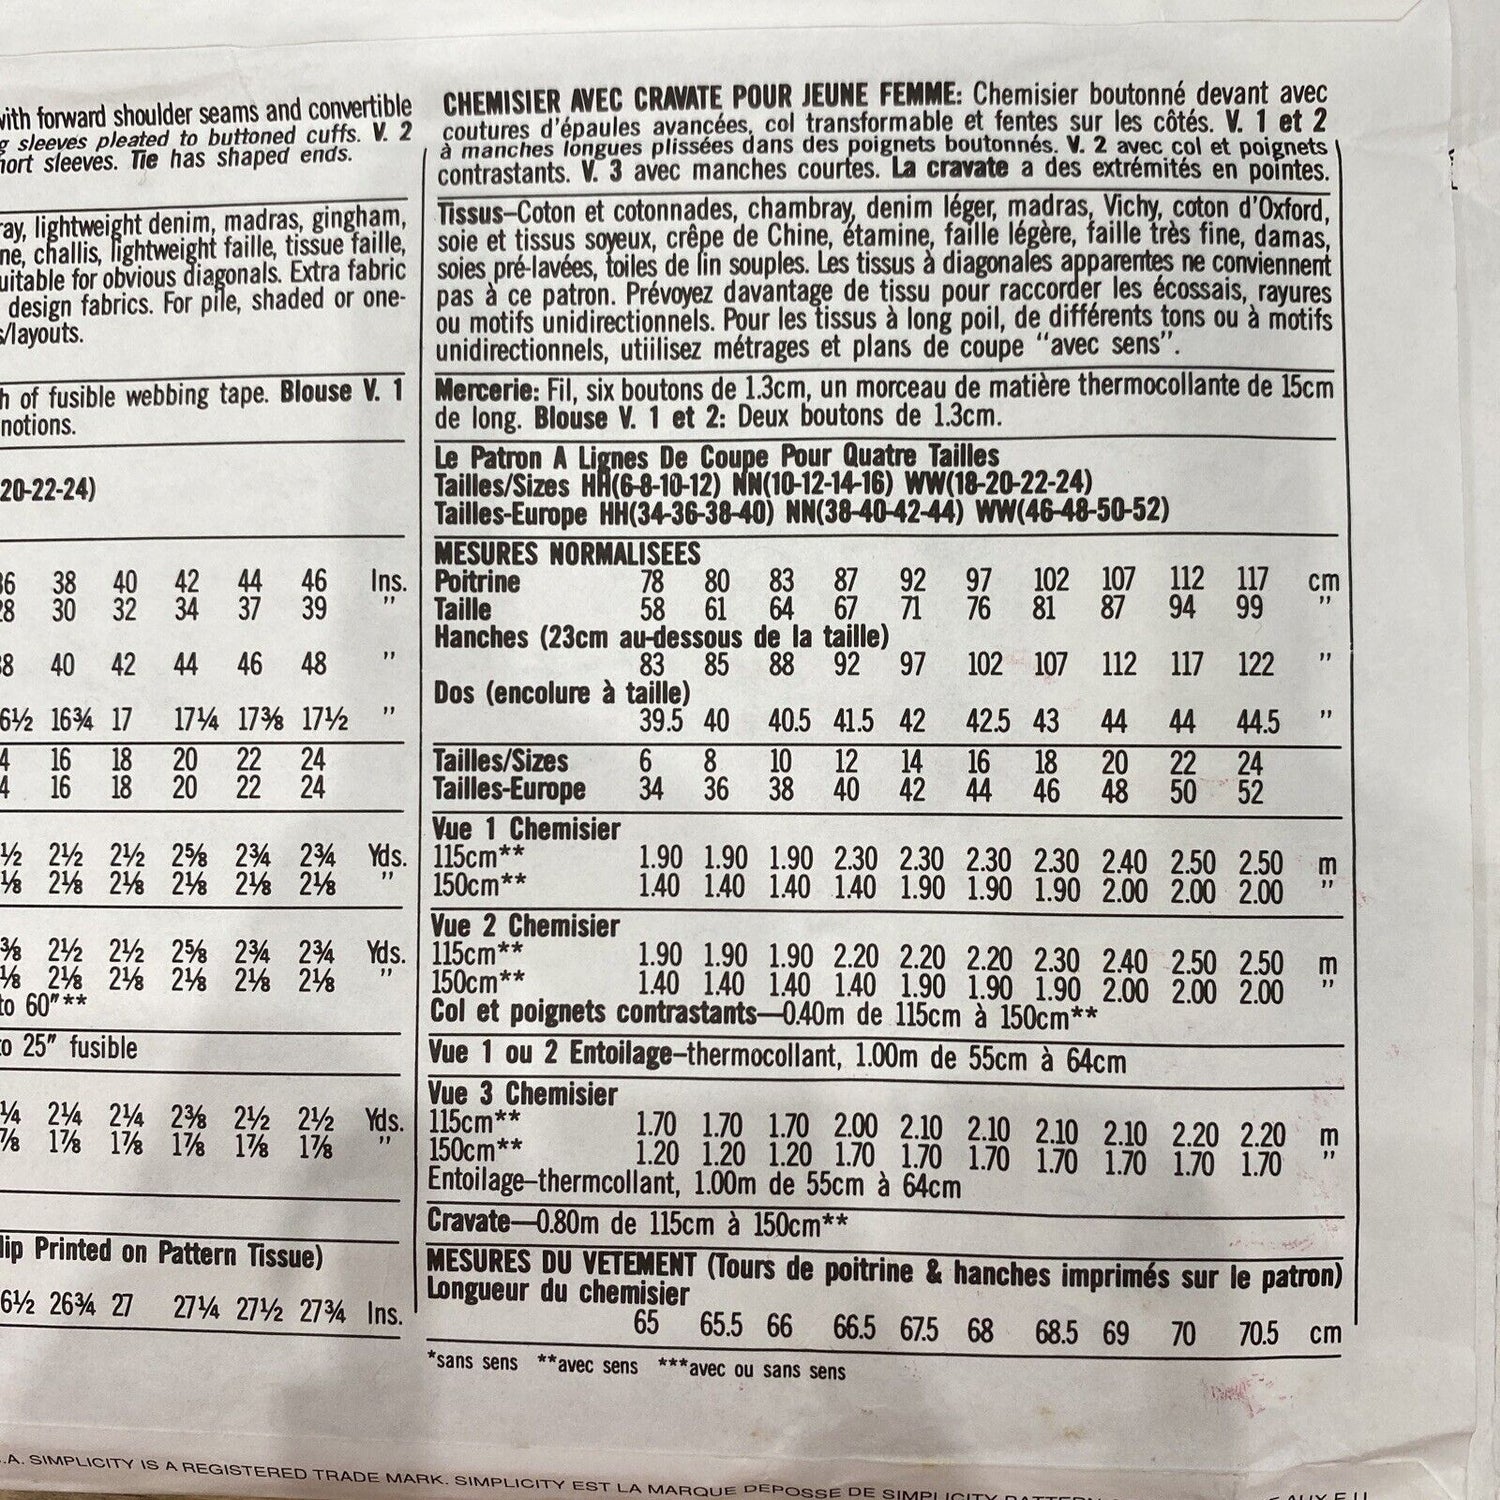 with forward shoulder seams and convertible
g sleeves pleated to buttoned cuffs. V. 2
hort sleeves. Tie has shaped ends.
ray, lightweight denim, madras, gingham,
ne, challis, lightweight faille, tissue faille,
uitable for obvious diagonals. Extra fabric
design fabrics. For pile, shaded or one-
s/layouts.
h of fusible webbing tape. Blouse V. 1
notions.
20-22-24)
36 38 40 42 44 46 Ins.
28 30 32 34 37 39 "
38 40 42 44 46 48 "
6½ 16¾ 17 17¼ 17⅜ 17½ "
4 16 18 20 22 24
4 16 18 20 22 24
½ 2½ 2½ 2⅝ 2¾ 2¾ Yds.
⅛ 2⅛ 2⅛ 2⅛ 2⅛ 2⅛ "
⅜ 2½ 2½ 2⅝ 2¾ 2¾ Yds.
⅛ 2⅛ 2⅛ 2⅛ 2⅛ 2⅛ "
to 60"**
to 25" fusible
¼ 2¼ 2¼ 2⅜ 2½ 2½ Yds.
⅞ 1⅞ 1⅞ 1⅞ 1⅞ 1⅞ "
lip Printed on Pattern Tissue)
6½ 26¾ 27 27¼ 27½ 27¾ Ins.
CHEMISIER AVEC CRAVATE POUR JEUNE FEMME: Chemisier boutonné devant avec
coutures d'épaules avancées, col transformable et fentes sur les côtés. V. 1 et 2
à manches longues plissées dans des poignets boutonnés. V. 2 avec col et poignets
contrastants. V. 3 avec manches courtes. La cravate a des extrémités en pointes.
Tissus–Coton et cotonnades, chambray, denim léger, madras, Vichy, coton d'Oxford,
soie et tissus soyeux, crêpe de Chine, étamine, faille légère, faille très fine, damas,
soies pré-lavées, toiles de lin souples. Les tissus à diagonales apparentes ne conviennent
pas à ce patron. Prévoyez davantage de tissu pour raccorder les écossais, rayures
ou motifs unidirectionnels. Pour les tissus à long poil, de différents tons ou à motifs
unidirectionnels, utiilisez métrages et plans de coupe "avec sens".
Mercerie: Fil, six boutons de 1.3cm, un morceau de matière thermocollante de 15cm
de long. Blouse V. 1 et 2: Deux boutons de 1.3cm.
Le Patron A Lignes De Coupe Pour Quatre Tailles
Tailles/Sizes HH(6-8-10-12) NN(10-12-14-16) WW(18-20-22-24)
Tailles-Europe HH(34-36-38-40) NN(38-40-42-44) WW(46-48-50-52)
MESURES NORMALISEES
Poitrine 78 80 83 87 92 97 102 107 112 117 cm
Taille 58 61 64 67 71 76 81 87 94 99 "
Hanches (23cm au-dessous de la taille)
83 85 88 92 97 102 107 112 117 122 "
Dos (encolure à taille)
39.5 40 40.5 41.5 42 42.5 43 44 44 44.5 "
Tailles/Sizes 6 8 10 12 14 16 18 20 22 24
Tailles-Europe 34 36 38 40 42 44 46 48 50 52
Vue 1 Chemisier
115cm** 1.90 1.90 1.90 2.30 2.30 2.30 2.30 2.40 2.50 2.50 m
150cm** 1.40 1.40 1.40 1.40 1.90 1.90 1.90 2.00 2.00 2.00 "
Vue 2 Chemisier
115cm** 1.90 1.90 1.90 2.20 2.20 2.20 2.30 2.40 2.50 2.50 m
150cm** 1.40 1.40 1.40 1.40 1.90 1.90 1.90 2.00 2.00 2.00 "
Col et poignets contrastants—0.40m de 115cm à 150cm**
Vue 1 ou 2 Entoilage–thermocollant, 1.00m de 55cm à 64cm
Vue 3 Chemisier
115cm** 1.70 1.70 1.70 2.00 2.10 2.10 2.10 2.10 2.20 2.20 m
150cm** 1.20 1.20 1.20 1.70 1.70 1.70 1.70 1.70 1.70 1.70 "
Entoilage–thermcollant, 1.00m de 55cm à 64cm
Cravate—0.80m de 115cm à 150cm**
MESURES DU VETEMENT (Tours de poitrine & hanches imprimés sur le patron)
Longueur du chemisier
65 65.5 66 66.5 67.5 68 68.5 69 70 70.5 cm
*sans sens **avec sens ***avec ou sans sens
.A. SIMPLICITY IS A REGISTERED TRADE MARK. SIMPLICITY EST LA MARQUE DEPOSSE DE SIMPLICITY